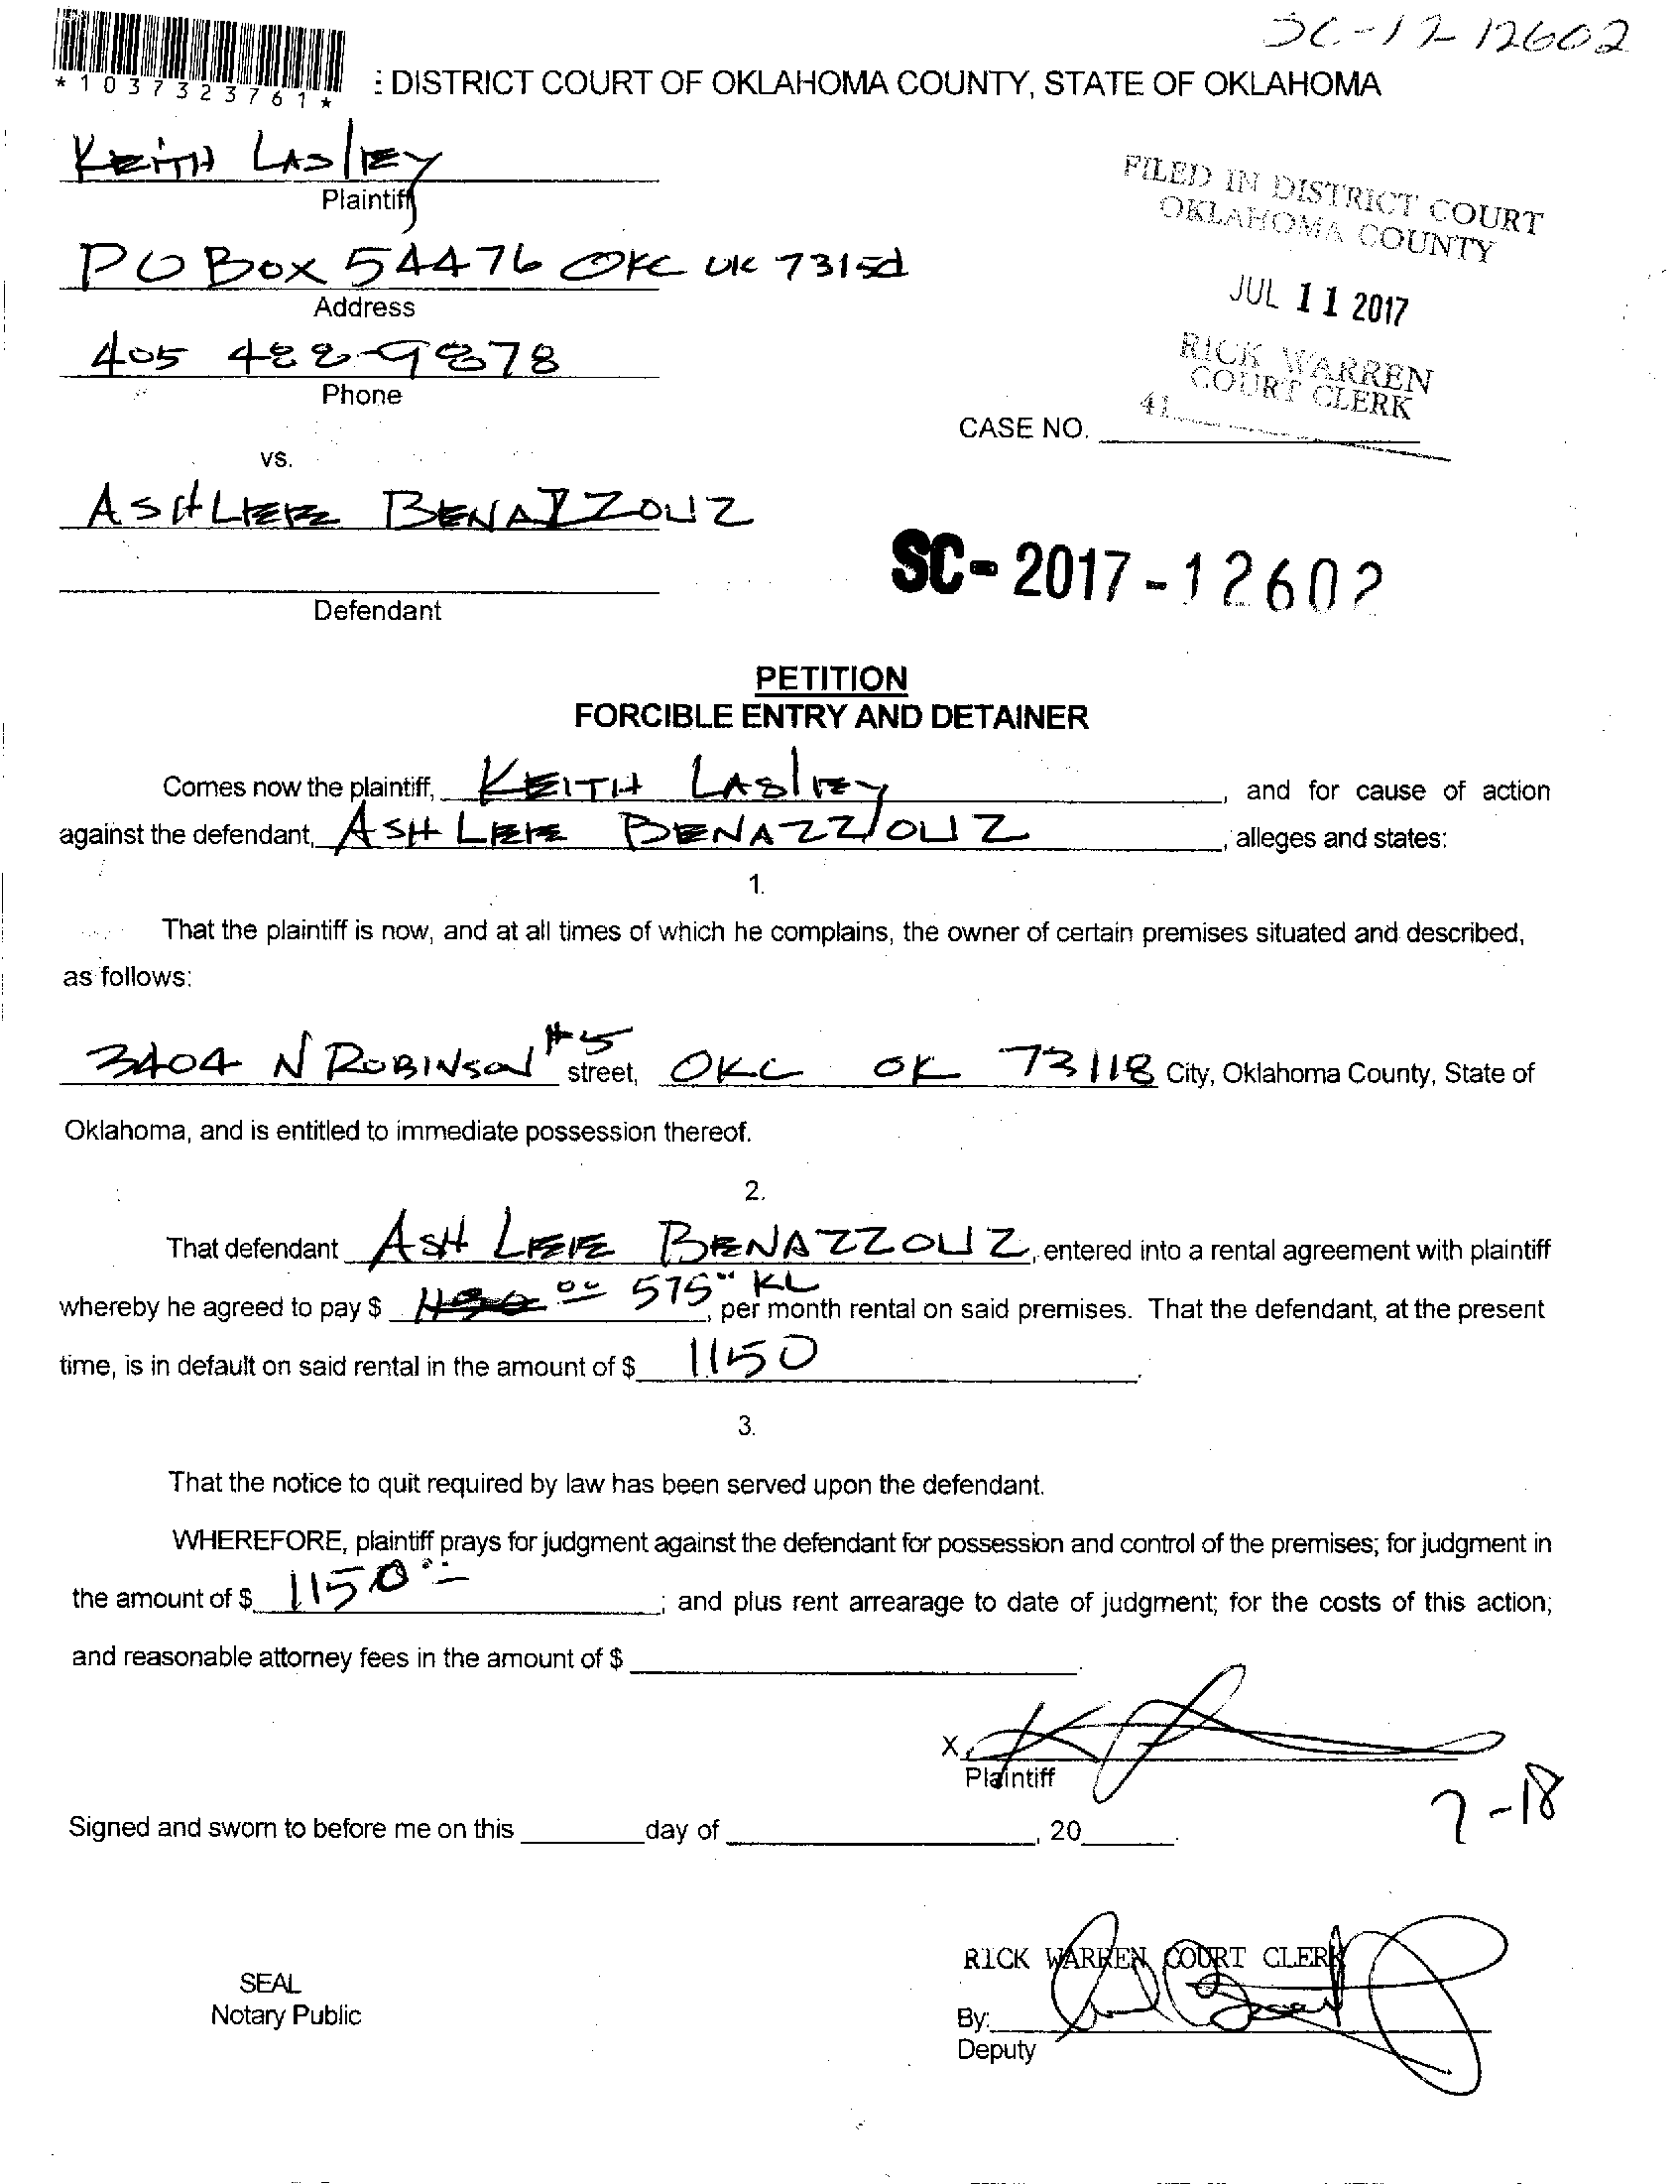 SC-17 12602
*1037323761*
: DISTRICT COURT OF OKLAHOMA COUNTY, STATE OF OKLAHOMA
KEITH LASLEY
Plaintiff
FILED IN DISTRICT COURT
OKLAHOMA COUNTY
PO BOX 54476 OKC OK 73154
Address
JUL 11 2017
405 488-9878
Phone
RICK WARREN
COURT CLERK
41
CASE NO.
vs.
ASHLEE BENAZZOUZ
SC-2017-12602
Defendant
PETITION
FORCIBLE ENTRY AND DETAINER
Comes now the plaintiff, KEITH LASLEY, and for cause of action
against the defendant, ASHLEE BENAZZOUZ, alleges and states:
1.
That the plaintiff is now, and at all times of which he complains, the owner of certain premises situated and described,
as follows:
3404 N ROBINSON #5 street, OKC OK 73118 City, Oklahoma County, State of
Oklahoma, and is entitled to immediate possession thereof.
2.
That defendant ASHLEE BENAZZOUZ, entered into a rental agreement with plaintiff
whereby he agreed to pay $ 575 KL, per month rental on said premises. That the defendant, at the present
time, is in default on said rental in the amount of $ 1150.
3.
That the notice to quit required by law has been served upon the defendant.
WHEREFORE, plaintiff prays for judgment against the defendant for possession and control of the premises; for judgment in
the amount of $ 1150 00; and plus rent arrearage to date of judgment; for the costs of this action;
and reasonable attorney fees in the amount of $
X
Plaintiff
7-18
Signed and sworn to before me on this day of , 20 .
RICK WARREN COURT CLERK
SEAL
Notary Public
By:
Deputy